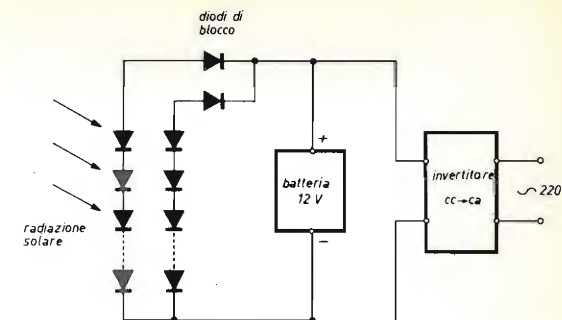 diodi di
blocco
+
batteria
12 V
−
invertitore
cc→ca
~ 220
radiazione
solare